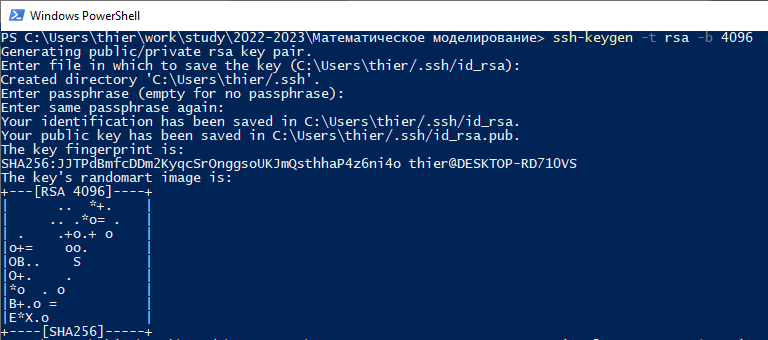 Windows PowerShell
PS C:\Users\thier\work\study\2022-2023\Математическое моделирование> ssh-keygen -t rsa -b 4096
Generating public/private rsa key pair.
Enter file in which to save the key (C:\Users\thier/.ssh/id_rsa):
Created directory 'C:\Users\thier/.ssh'.
Enter passphrase (empty for no passphrase):
Enter same passphrase again:
Your identification has been saved in C:\Users\thier/.ssh/id_rsa.
Your public key has been saved in C:\Users\thier/.ssh/id_rsa.pub.
The key fingerprint is:
SHA256:JJTPdBmfcDDm2KyqcSrOnggsoUKJmQsthhaP4z6ni4o thier@DESKTOP-RD710VS
The key's randomart image is:
+---[RSA 4096]----+
|      ..  *+.    |
|     .. .*o= .   |
| .    .+o.+ o    |
|o+=    oo.       |
|OB..    S        |
|O+.    .         |
|*o  . o          |
|B+.o =           |
|E*X.o            |
+----[SHA256]-----+